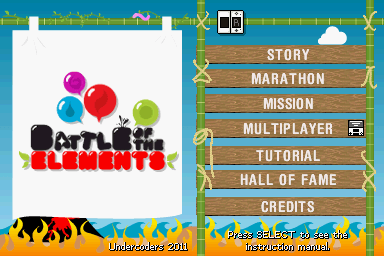 BATTLE OF THE
ELEMENTS
STORY
MARATHON
MISSION
MULTIPLAYER
TUTORIAL
HALL OF FAME
CREDITS
Undercoders 2011
Press SELECT to see the
instruction manual.